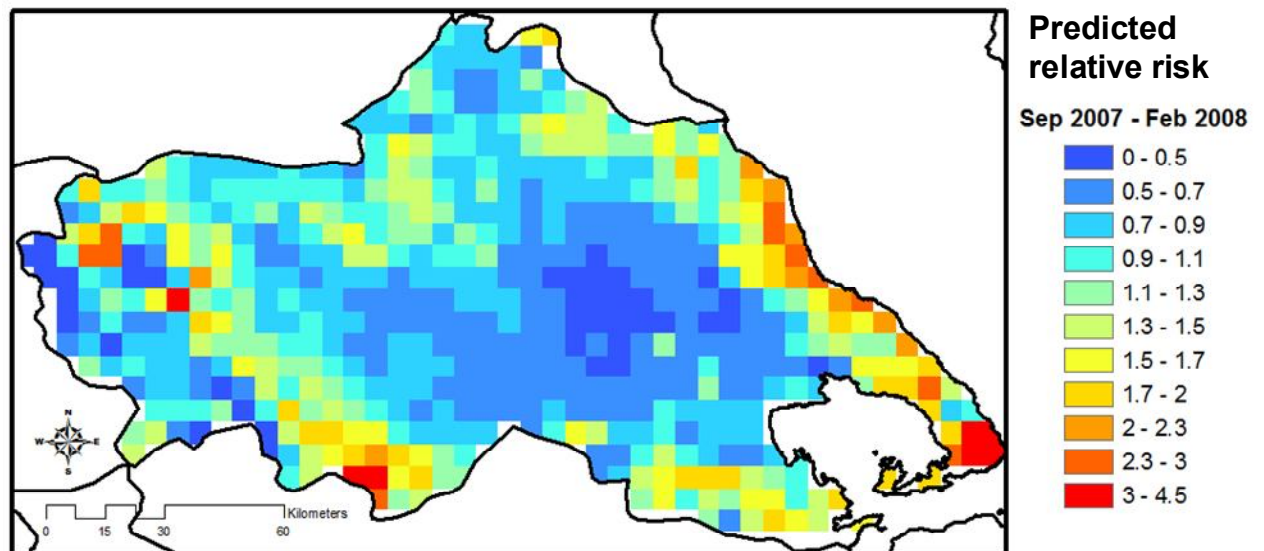 Predicted
relative risk
Sep 2007 - Feb 2008
0 - 0.5
0.5 - 0.7
0.7 - 0.9
0.9 - 1.1
1.1 - 1.3
1.3 - 1.5
1.5 - 1.7
1.7 - 2
2 - 2.3
2.3 - 3
3 - 4.5
N
W E
S
Kilometers
0 15 30 60